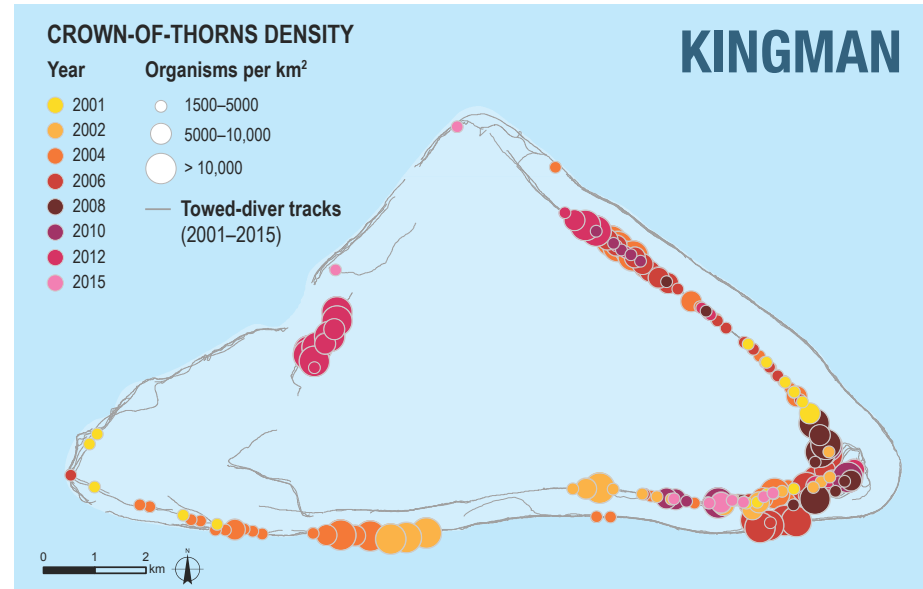 CROWN-OF-THORNS DENSITY
KINGMAN
Year
Organisms per km²
2001
2002
2004
2006
2008
2010
2012
2015
1500–5000
5000–10,000
> 10,000
Towed-diver tracks
(2001–2015)
0 1 2
km
N